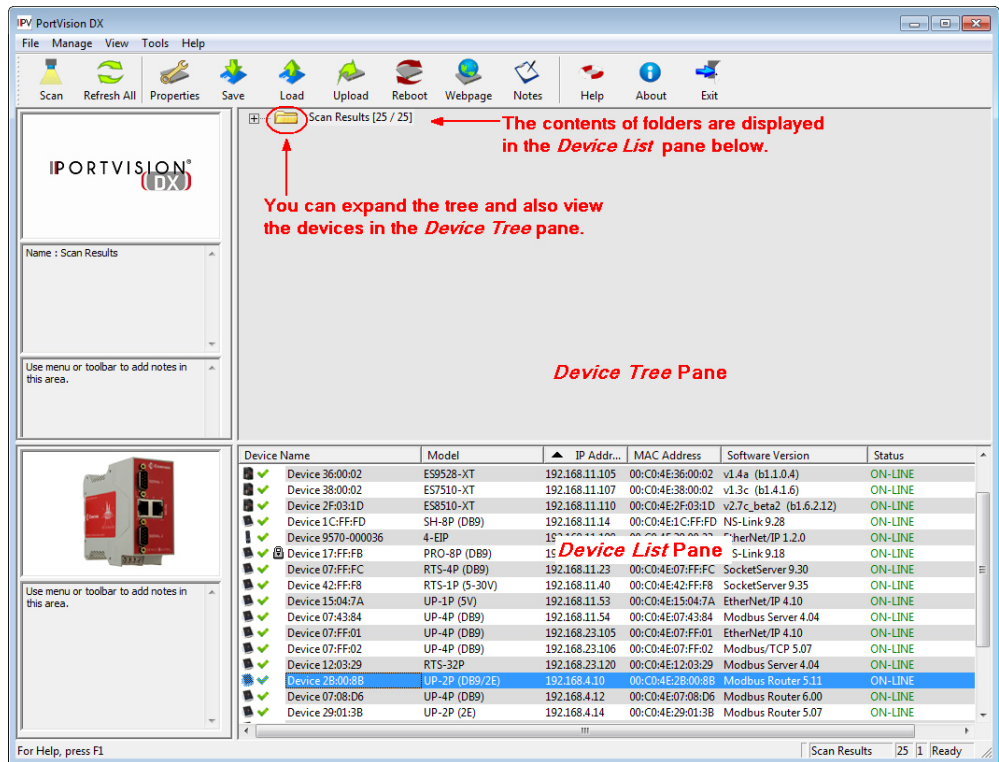 PortVision DX
File Manage View Tools Help
Scan Refresh All Properties Save Load Upload Reboot Webpage Notes Help About Exit
PORTVISION®
(DX)
Name : Scan Results
Use menu or toolbar to add notes in
this area.
Scan Results [25 / 25]
The contents of folders are displayed
in the Device List pane below.
You can expand the tree and also view
the devices in the Device Tree pane.
Device Tree Pane
Use menu or toolbar to add notes in
this area.
Device Name Model IP Addr... MAC Address Software Version Status
Device 36:00:02 ES9528-XT 192.168.11.105 00:C0:4E:36:00:02 v1.4a (b1.1.0.4) ON-LINE
Device 38:00:02 ES7510-XT 192.168.11.107 00:C0:4E:38:00:02 v1.3c (b1.4.1.6) ON-LINE
Device 2F:03:1D ES8510-XT 192.168.11.110 00:C0:4E:2F:03:1D v2.7c_beta2 (b1.6.2.12) ON-LINE
Device 1C:FF:FD SH-8P (DB9) 192.168.11.14 00:C0:4E:1C:FF:FD NS-Link 9.28 ON-LINE
Device 9570-000036 4-EIP EtherNet/IP 1.2.0 ON-LINE
Device 17:FF:FB PRO-8P (DB9) S-Link 9.18 ON-LINE
Device List Pane
Device 07:FF:FC RTS-4P (DB9) 192.168.11.23 00:C0:4E:07:FF:FC SocketServer 9.30 ON-LINE
Device 42:FF:F8 RTS-1P (5-30V) 192.168.11.40 00:C0:4E:42:FF:F8 SocketServer 9.35 ON-LINE
Device 15:04:7A UP-1P (5V) 192.168.11.53 00:C0:4E:15:04:7A EtherNet/IP 4.10 ON-LINE
Device 07:43:84 UP-4P (DB9) 192.168.11.54 00:C0:4E:07:43:84 Modbus Server 4.04 ON-LINE
Device 07:FF:01 UP-4P (DB9) 192.168.23.105 00:C0:4E:07:FF:01 EtherNet/IP 4.10 ON-LINE
Device 07:FF:02 UP-4P (DB9) 192.168.23.106 00:C0:4E:07:FF:02 Modbus/TCP 5.07 ON-LINE
Device 12:03:29 RTS-32P 192.168.23.120 00:C0:4E:12:03:29 Modbus Server 4.04 ON-LINE
Device 2B:00:8B UP-2P (DB9/2E) 192.168.4.10 00:C0:4E:2B:00:8B Modbus Router 5.11 ON-LINE
Device 07:08:D6 UP-4P (DB9) 192.168.4.12 00:C0:4E:07:08:D6 Modbus Router 6.00 ON-LINE
Device 29:01:3B UP-2P (2E) 192.168.4.14 00:C0:4E:29:01:3B Modbus Router 5.07 ON-LINE
For Help, press F1
Scan Results 25 1 Ready